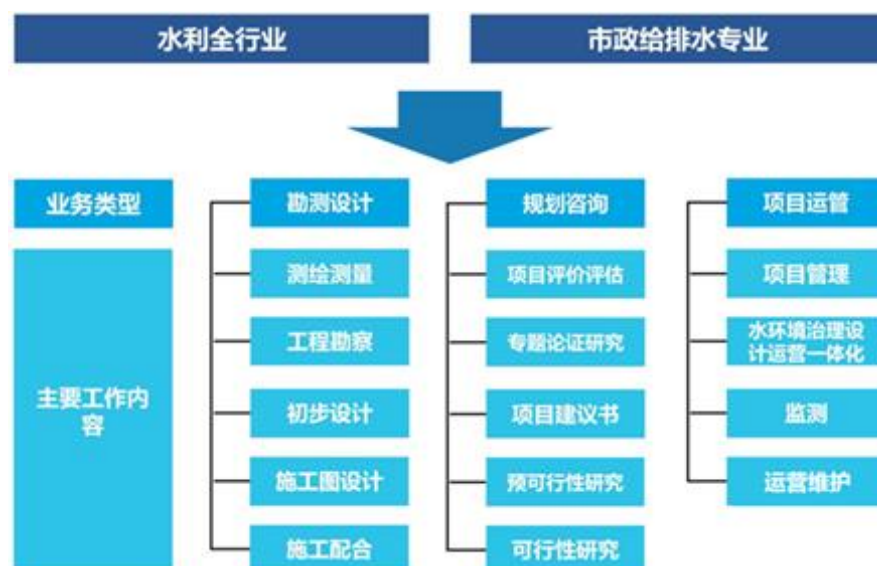 水利全行业
市政给排水专业
业务类型
勘测设计
规划咨询
项目运管
主要工作内
容
测绘测量
项目评价评估
项目管理
工程勘察
专题论证研究
水环境治理设
计运营一体化
初步设计
项目建议书
监测
施工图设计
预可行性研究
运营维护
施工配合
可行性研究